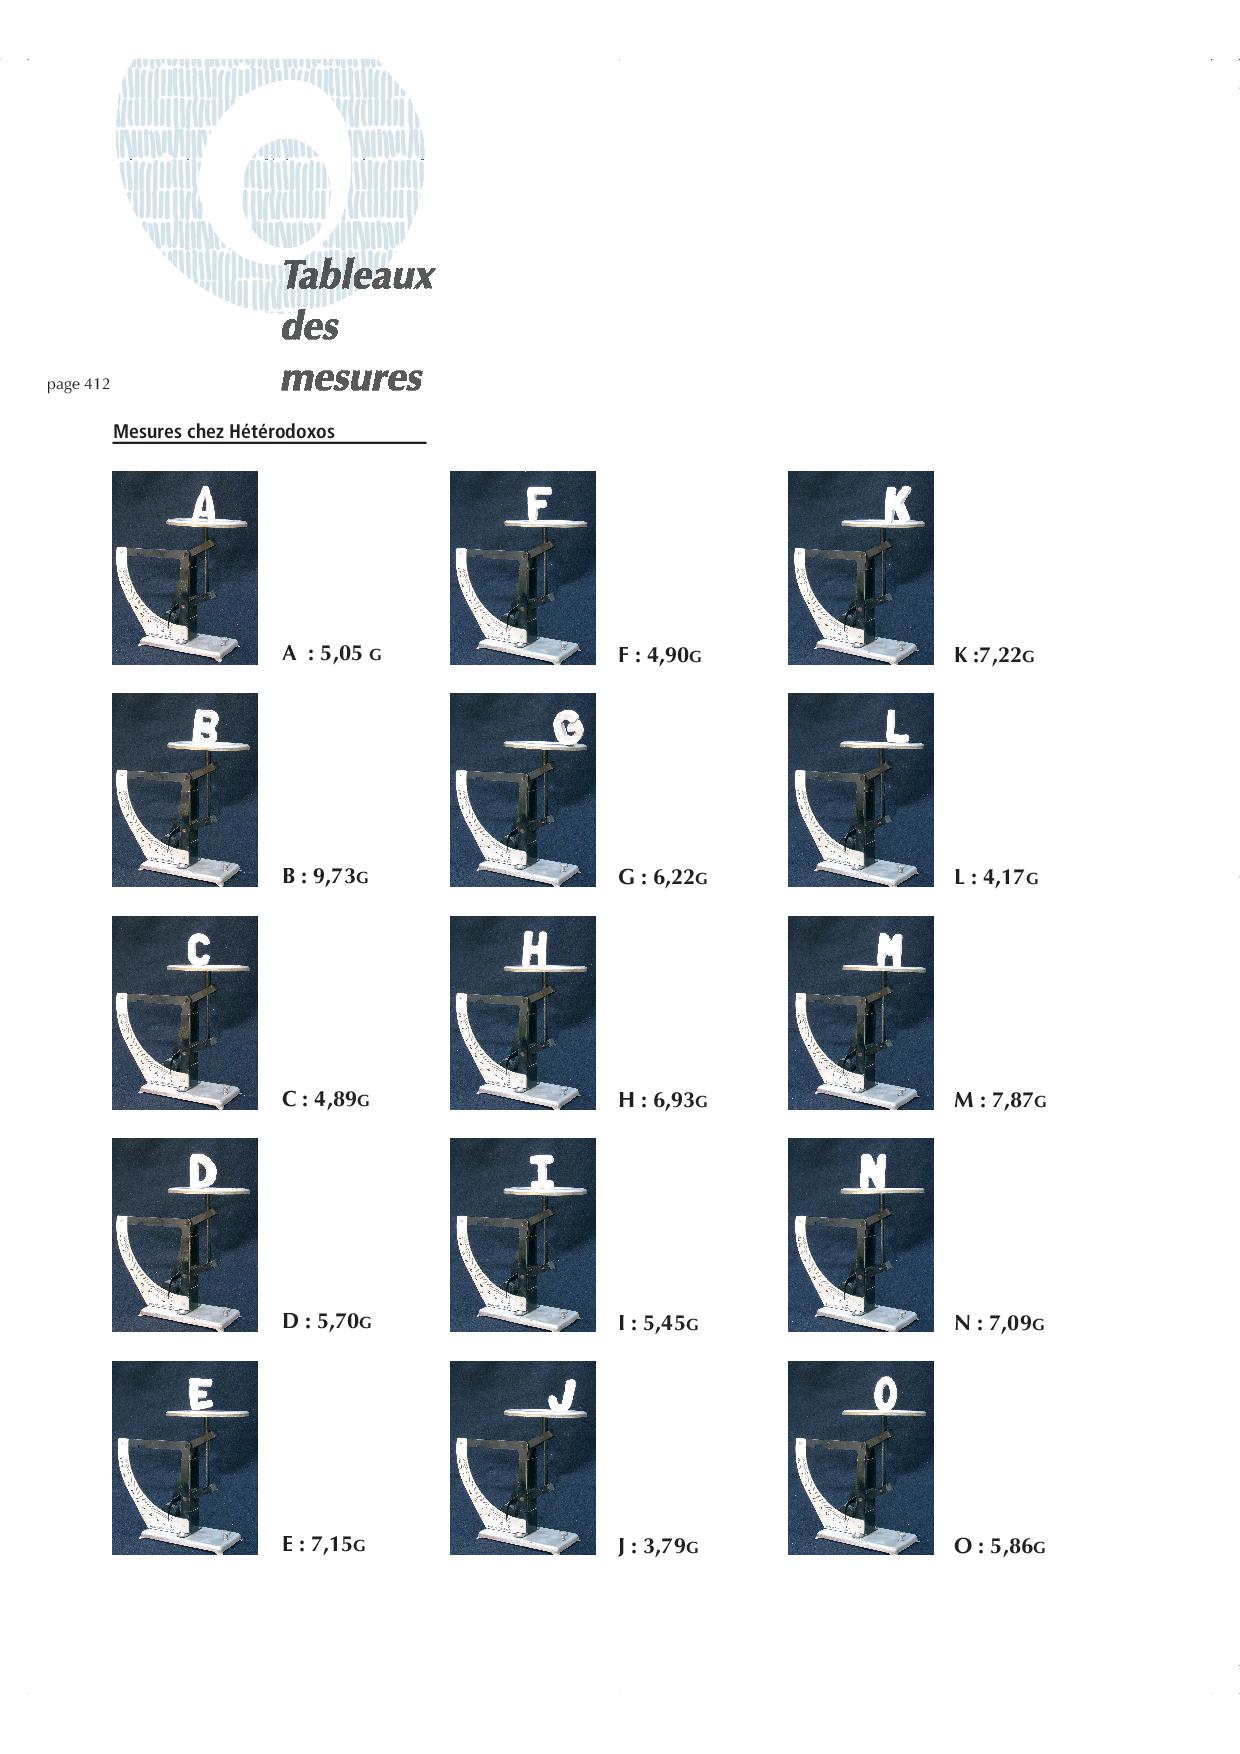 Tableaux
des
mesures
page 412
Mesures chez Hétérodoxos
A
A : 5,05 G
F
F : 4,90G
K
K :7,22G
B
B : 9,73G
G
G : 6,22G
L
L : 4,17G
C
C : 4,89G
H
H : 6,93G
M
M : 7,87G
D
D : 5,70G
I
I : 5,45G
N
N : 7,09G
E
E : 7,15G
J
J : 3,79G
O
O : 5,86G